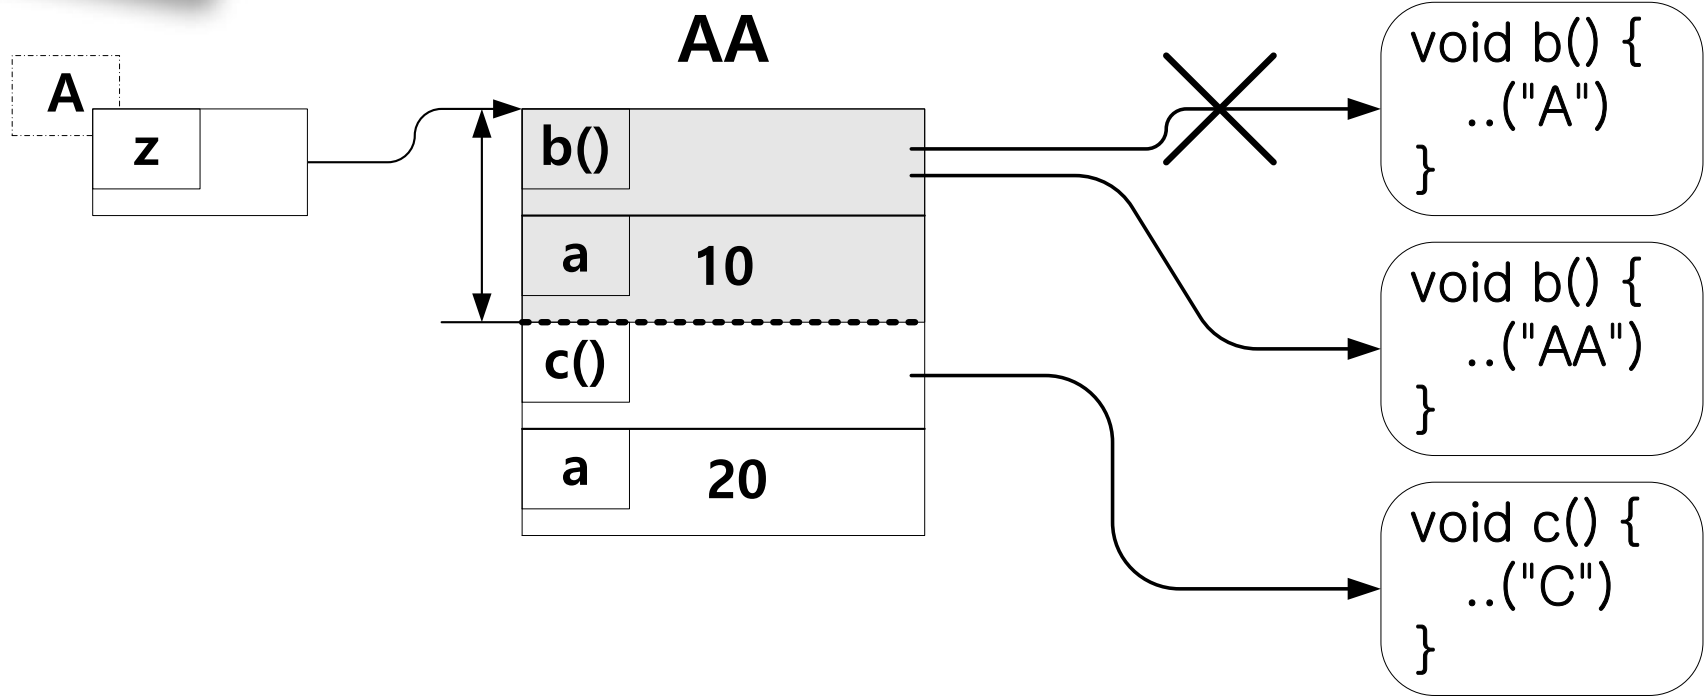 AA
A
z
b()
a 10
c()
a 20
void b() {
..("A")
}
void b() {
..("AA")
}
void c() {
..("C")
}